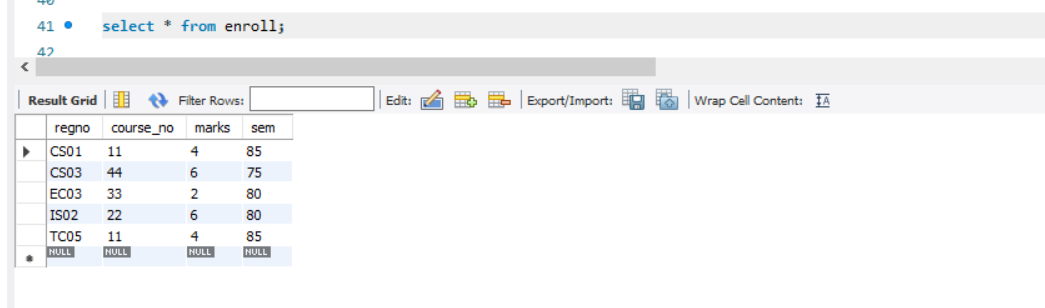 40
41 select * from enroll;
42
Result Grid Filter Rows: Edit: Export/Import: Wrap Cell Content: IA
regno course_no marks sem
CS01 11 4 85
CS03 44 6 75
EC03 33 2 80
IS02 22 6 80
TC05 11 4 85
NULL NULL NULL NULL